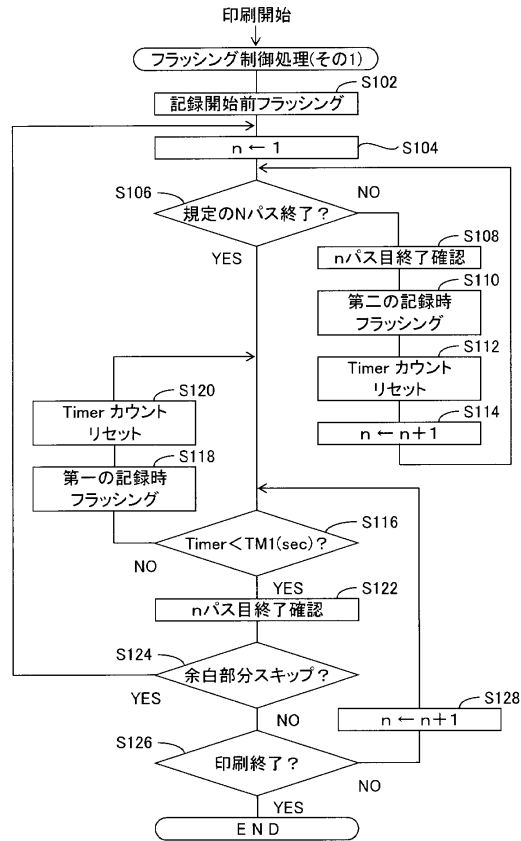 印刷開始
フラッシング制御処理(その1)
S102
記録開始前フラッシング
n ← 1
S104
S106
規定のNパス終了？
NO
YES
S108
nパス目終了確認
S110
第二の記録時
フラッシング
S112
Timer カウント
リセット
S114
n ← n+1
S120
Timer カウント
リセット
S118
第一の記録時
フラッシング
S116
Timer＜TM1(sec)？
NO
YES
S122
nパス目終了確認
S124
余白部分スキップ？
YES
NO
S128
n ← n+1
S126
印刷終了？
NO
YES
END